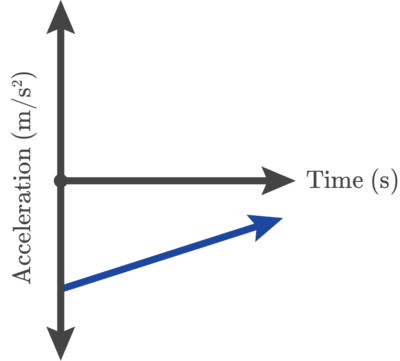 Acceleration (m/s²)
Time (s)